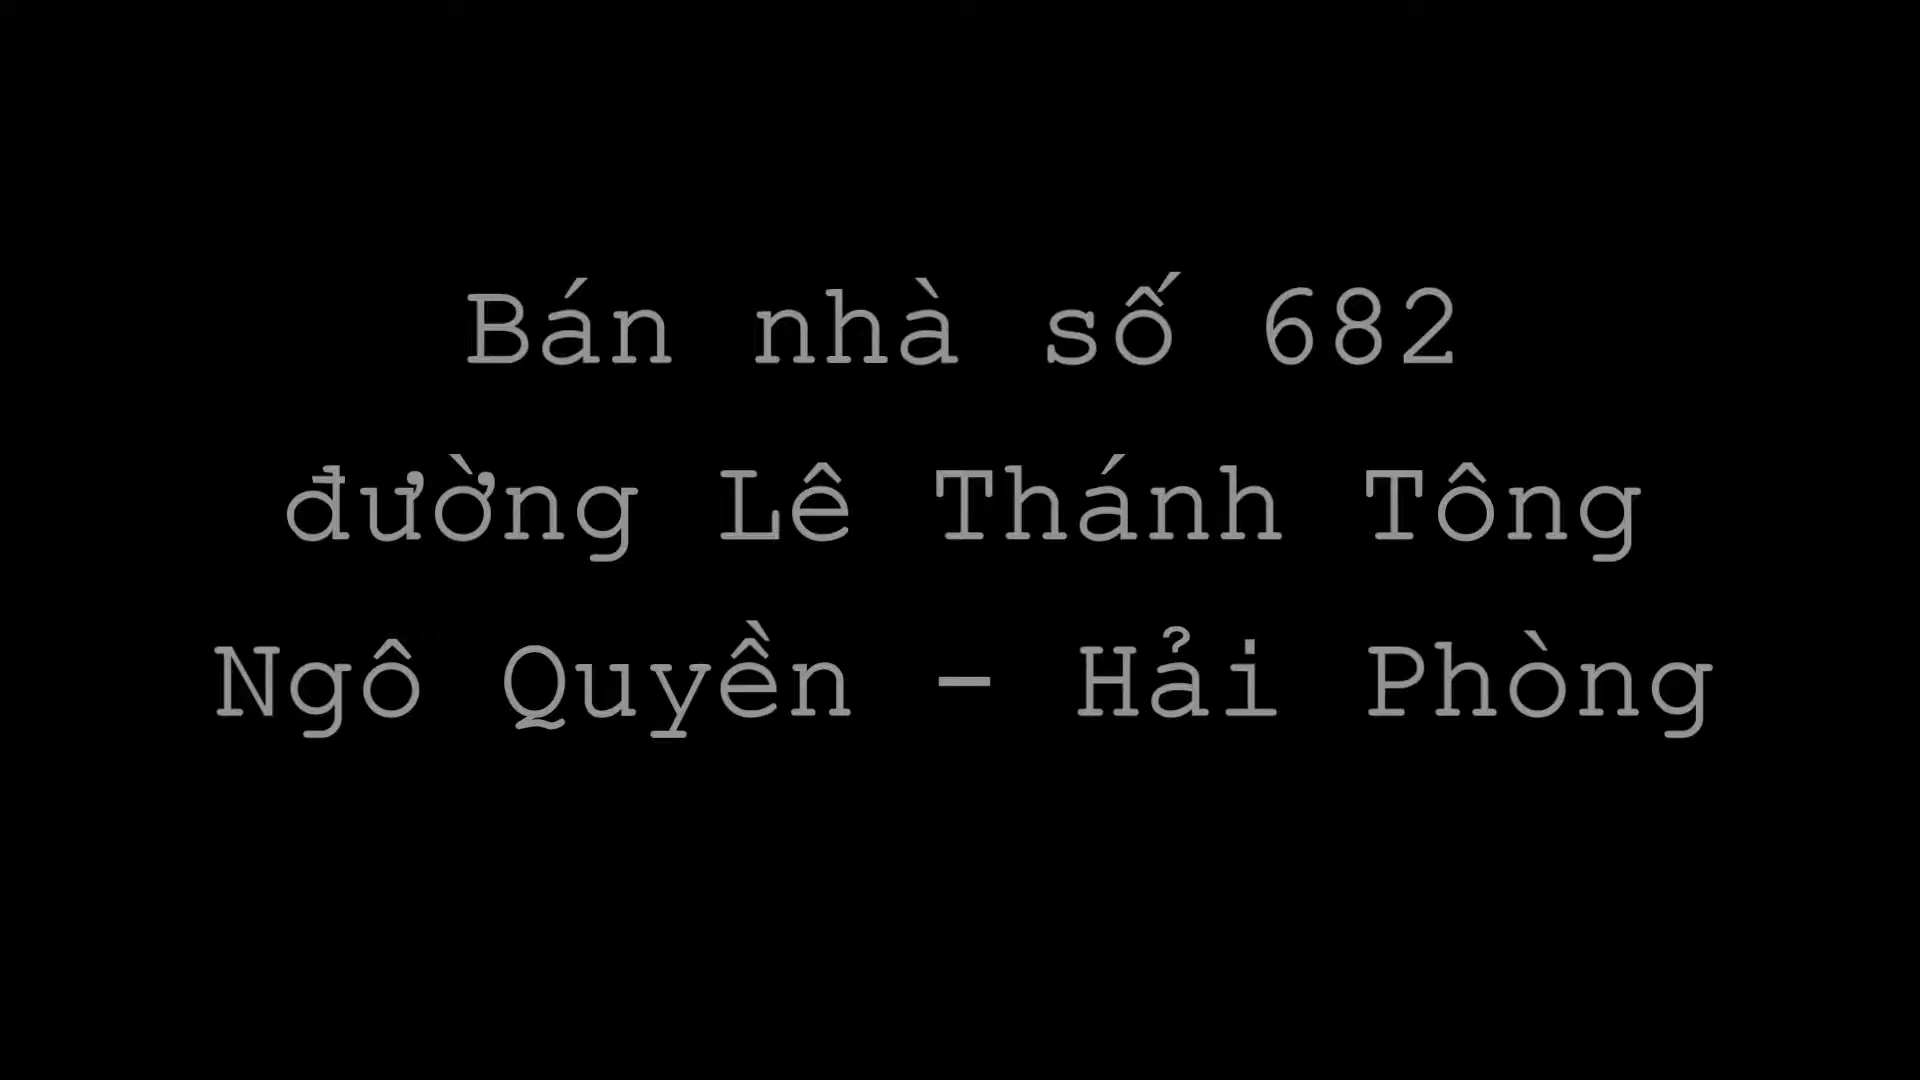 Bán nhà số 682
đường Lê Thánh Tông
Ngô Quyền - Hải Phòng